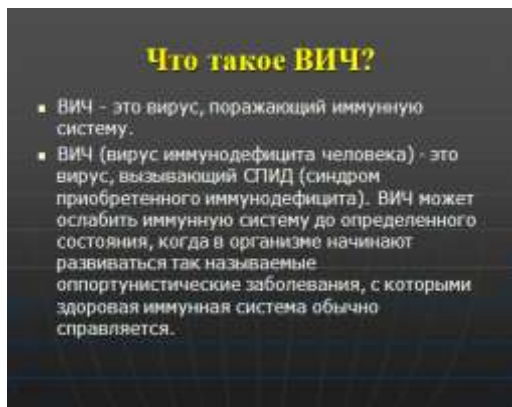 Что такое ВИЧ?
ВИЧ - это вирус, поражающий иммунную
систему.
ВИЧ (вирус иммунодефицита человека) - это
вирус, вызывающий СПИД (синдром
приобретенного иммунодефицита). ВИЧ может
ослабить иммунную систему до определенного
состояния, когда в организме начинают
развиваться так называемые
оппортунистические заболевания, с которыми
здоровая иммунная система обычно
справляется.